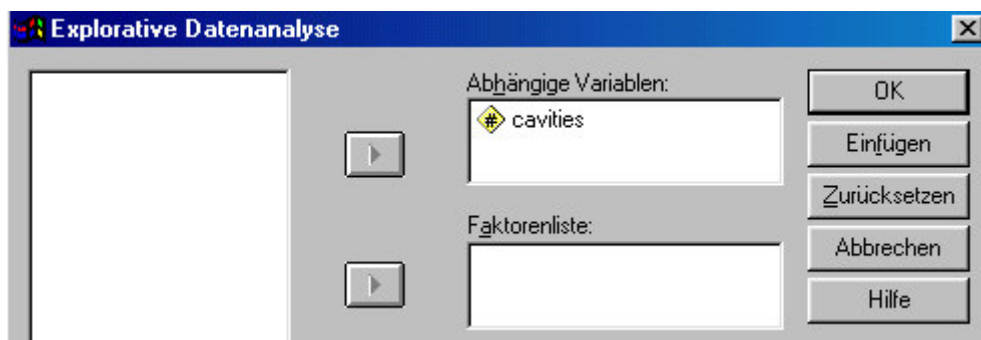 Explorative Datenanalyse
Abhängige Variablen:
# cavities
Faktorenliste:
OK
Einfügen
Zurücksetzen
Abbrechen
Hilfe